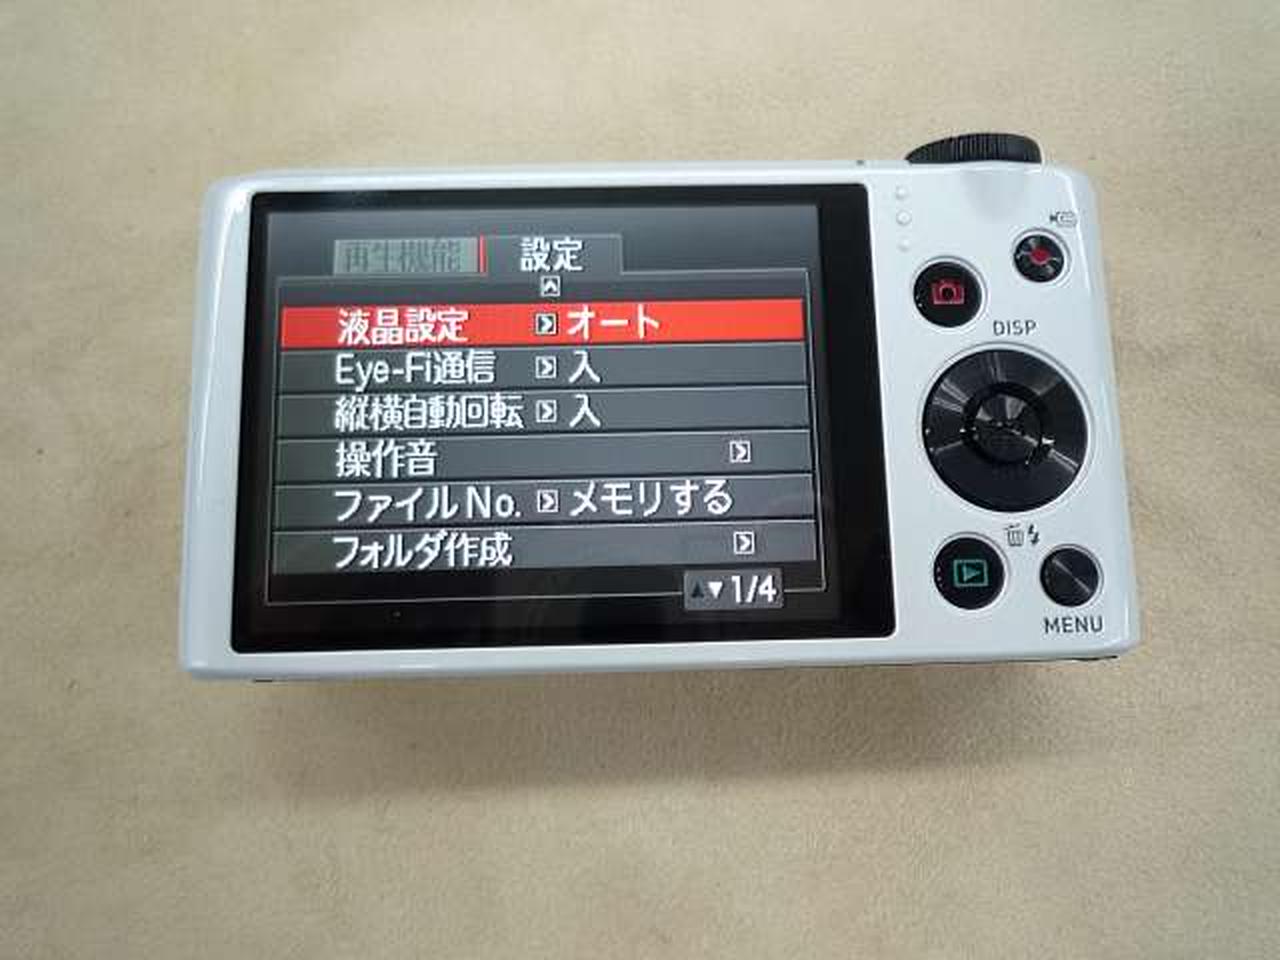 再生機能 設定
液晶設定 オート
Eye-Fi通信 入
縦横自動回転 入
操作音
ファイルNo. メモリする
フォルダ作成
1/4
DISP
MENU